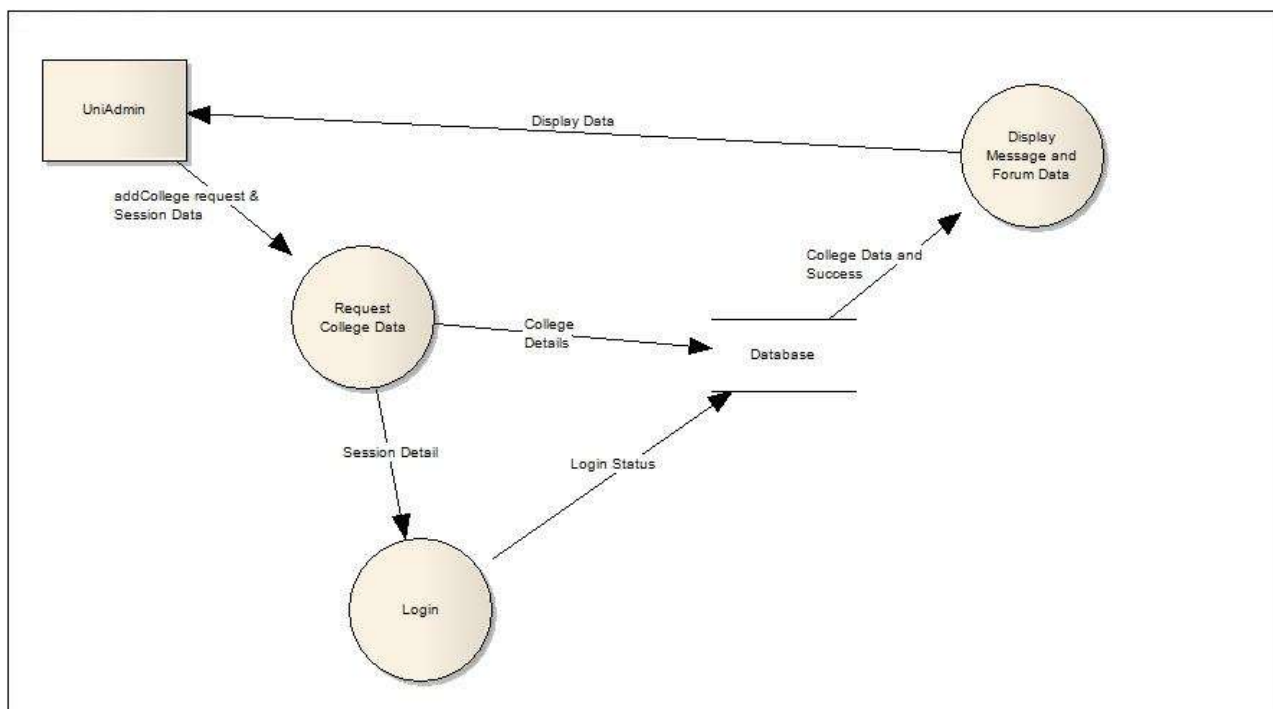 UniAdmin
Display Data
Display
Message and
Forum Data
addCollege request &
Session Data
College Data and
Success
Request
College Data
College
Details
Database
Session Detail
Login Status
Login